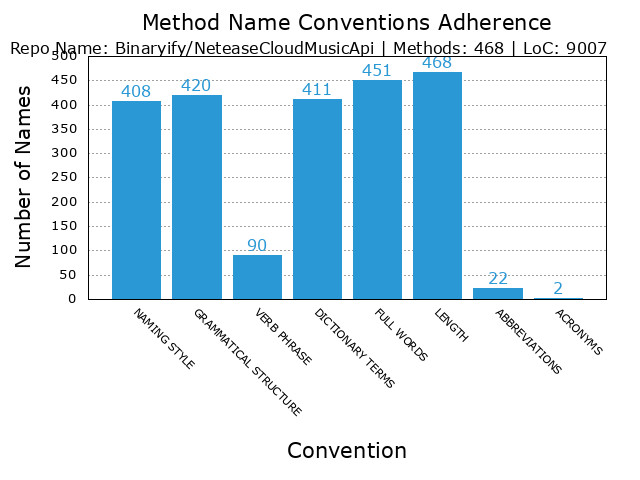 Method Name Conventions Adherence
Repo Name: Binaryify/NeteaseCloudMusicApi | Methods: 468 | LoC: 9007
Number of Names
500
450
400
350
300
250
200
150
100
50
0
408
420
90
411
451
468
22
2
NAMING STYLE
GRAMMATICAL STRUCTURE
VERB PHRASE
DICTIONARY TERMS
FULL WORDS
LENGTH
ABBREVIATIONS
ACRONYMS
Convention